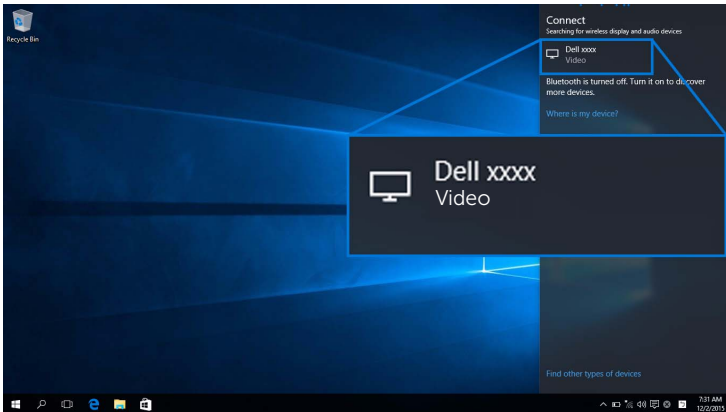 Recycle Bin
Connect
Searching for wireless display and audio devices
Dell xxxx
Video
Bluetooth is turned off. Turn it on to discover
more devices.
Where is my device?
Dell xxxx
Video
Find other types of devices
7:31 AM
12/2/2015